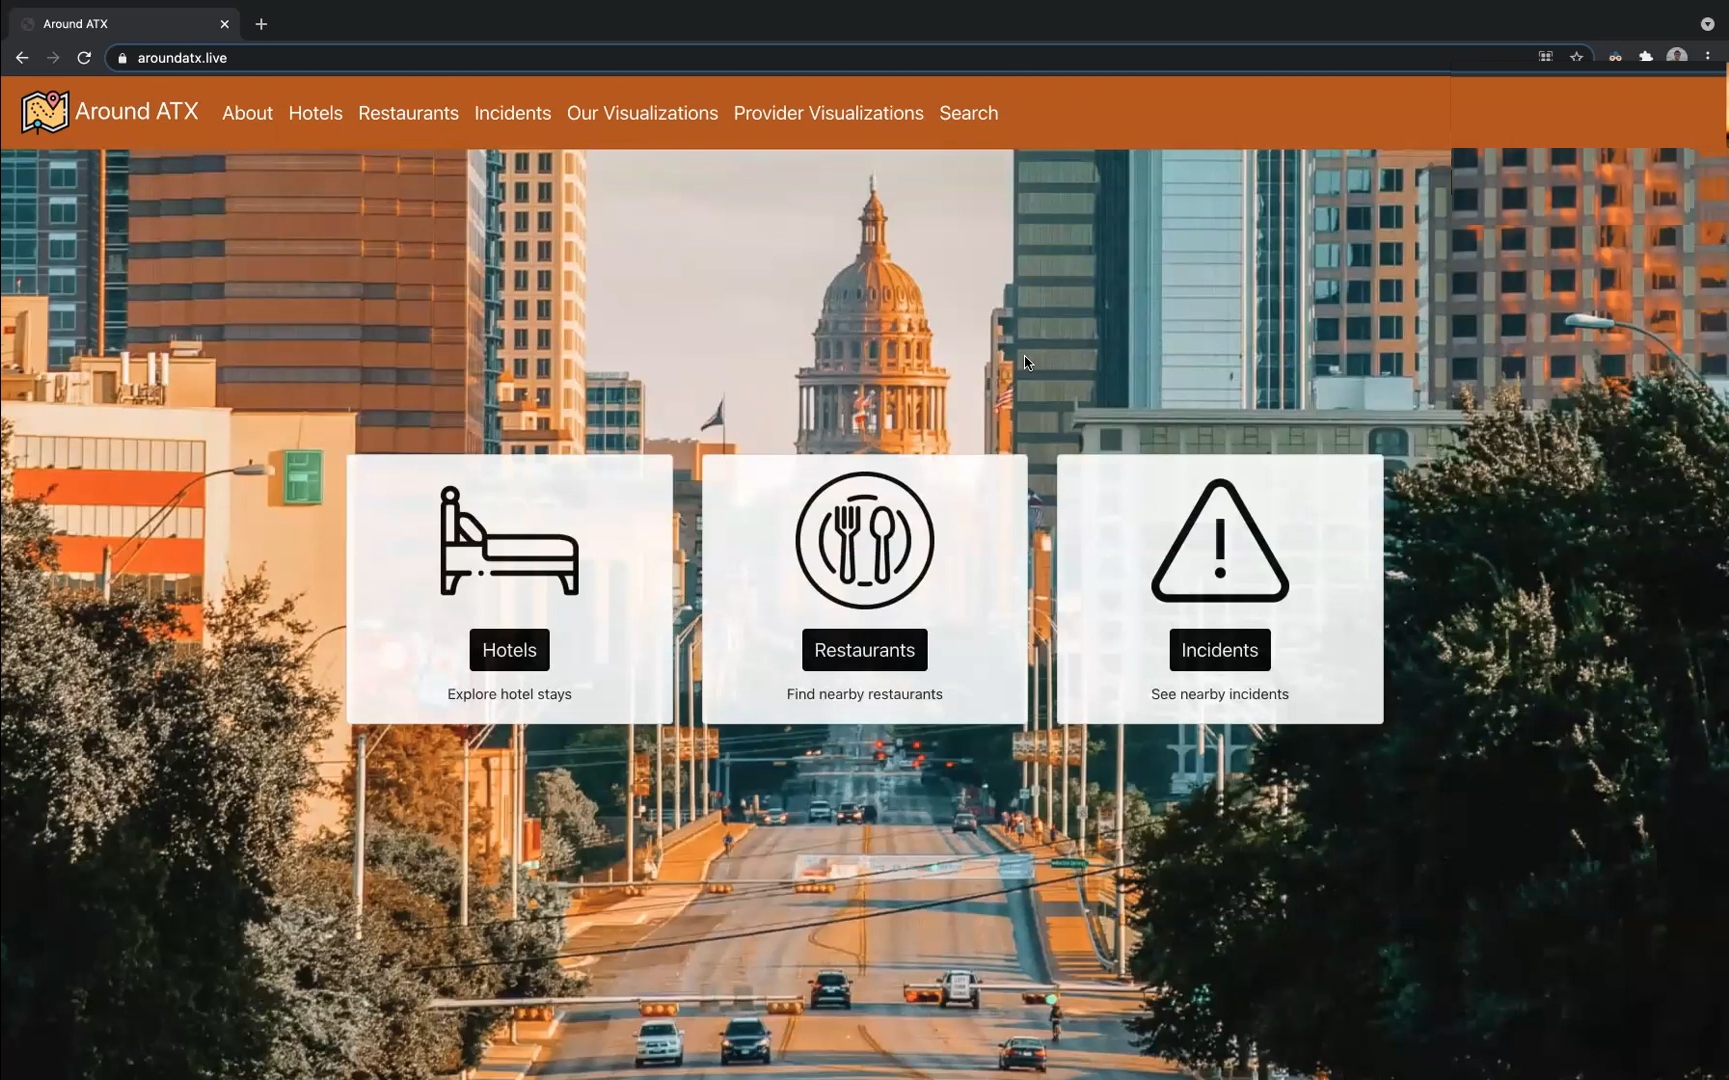 Around ATX
aroundatx.live
Around ATX About Hotels Restaurants Incidents Our Visualizations Provider Visualizations Search
Hotels
Explore hotel stays
Restaurants
Find nearby restaurants
Incidents
See nearby incidents